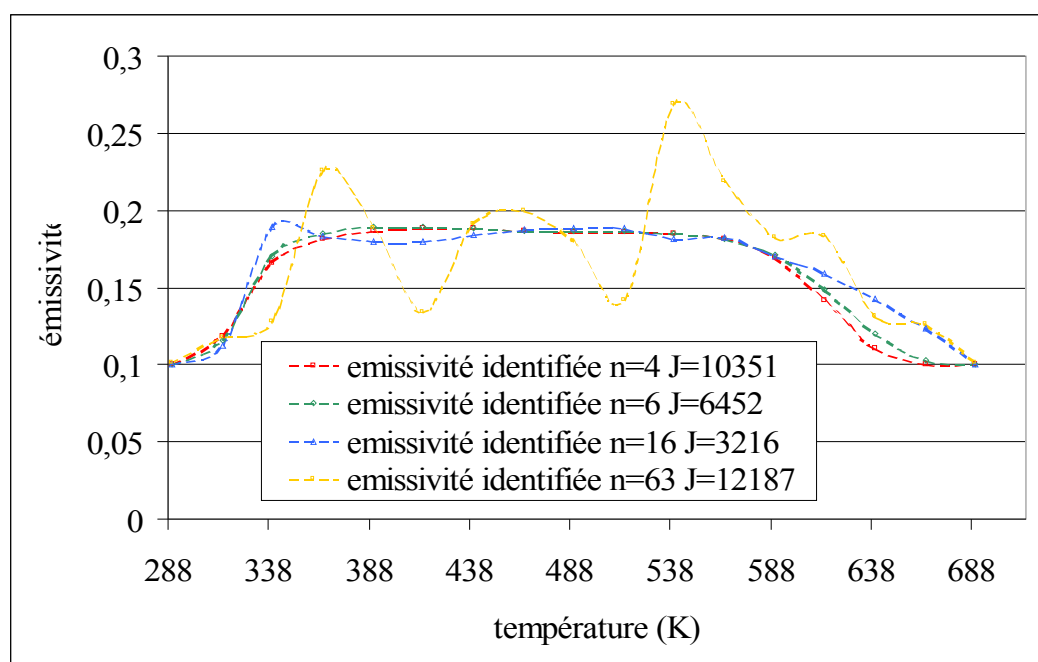 0,3
0,25
0,2
0,15
0,1
0,05
0
émissivité
emissivité identifiée n=4 J=10351
emissivité identifiée n=6 J=6452
emissivité identifiée n=16 J=3216
emissivité identifiée n=63 J=12187
288 338 388 438 488 538 588 638 688
température (K)